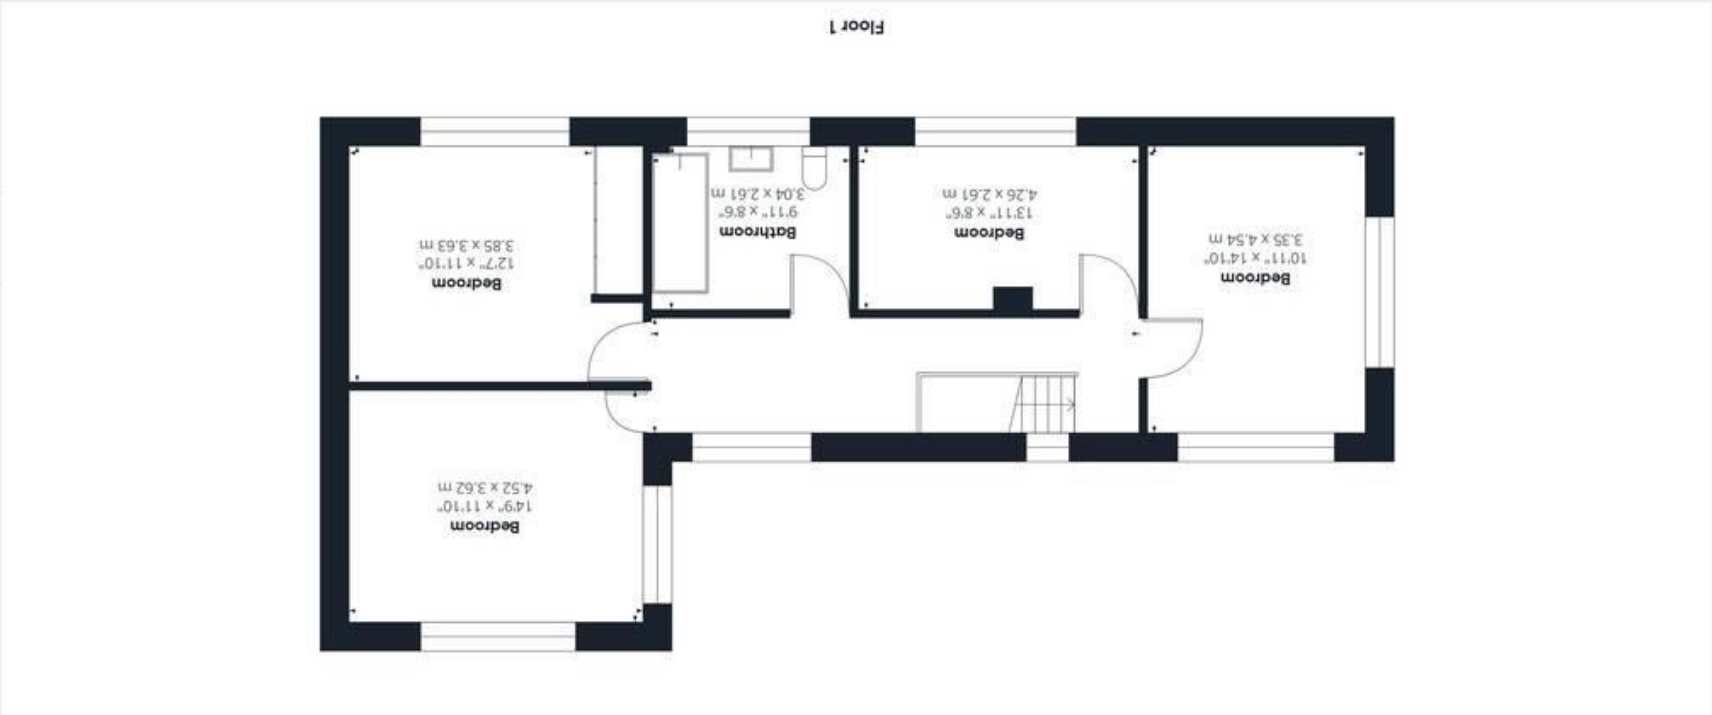 Bedroom
14'9" x 11'10"
4.52 x 3.62 m
Bedroom
10'11" x 14'10"
3.35 x 4.54 m
Bedroom
13'11" x 8'6"
4.26 x 2.61 m
Bathroom
9'11" x 8'6"
3.04 x 2.61 m
Bedroom
12'7" x 11'10"
3.85 x 3.63 m
Floor 1